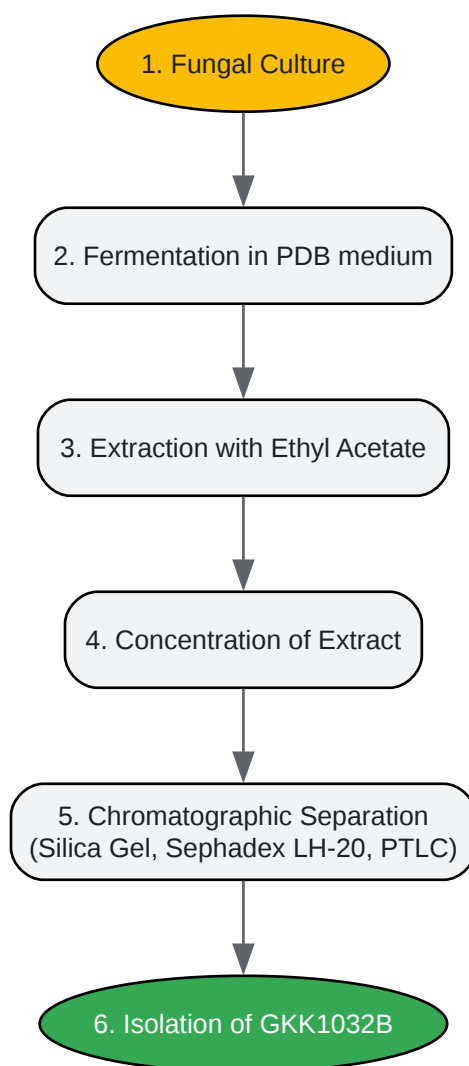 1. Fungal Culture
2. Fermentation in PDB medium
3. Extraction with Ethyl Acetate
4. Concentration of Extract
5. Chromatographic Separation
(Silica Gel, Sephadex LH-20, PTLC)
6. Isolation of GKK1032B